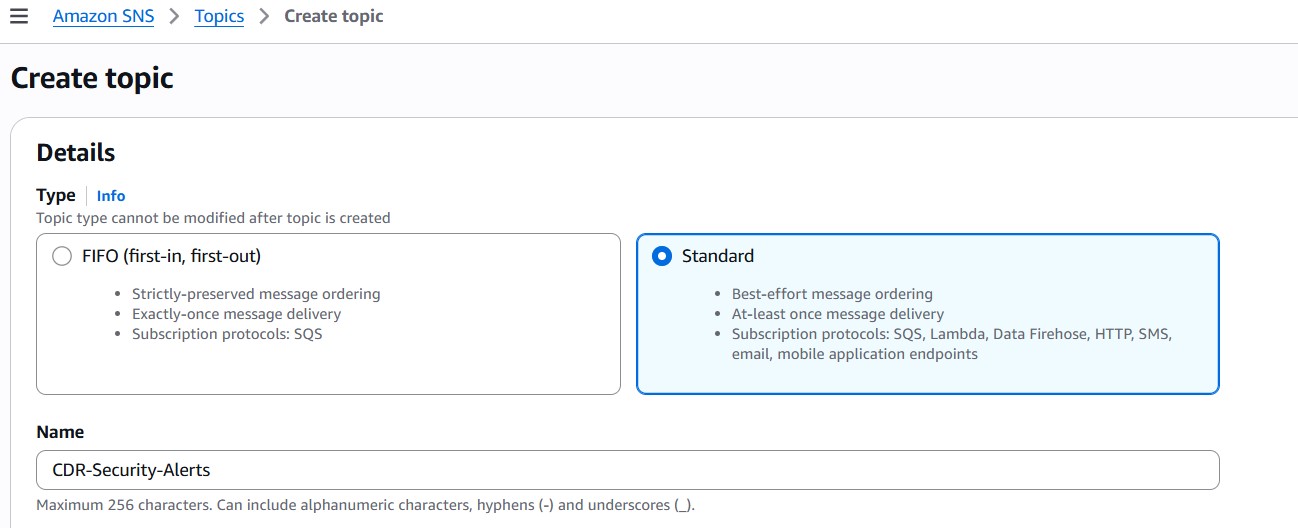 Amazon SNS > Topics > Create topic
Create topic
Details
Type Info
Topic type cannot be modified after topic is created
FIFO (first-in, first-out)
• Strictly-preserved message ordering
• Exactly-once message delivery
• Subscription protocols: SQS
Standard
• Best-effort message ordering
• At-least once message delivery
• Subscription protocols: SQS, Lambda, Data Firehose, HTTP, SMS,
email, mobile application endpoints
Name
CDR-Security-Alerts
Maximum 256 characters. Can include alphanumeric characters, hyphens (-) and underscores (_).